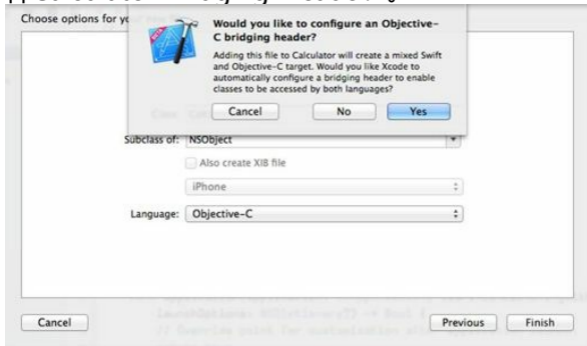 Choose options for yo
Would you like to configure an Objective-
C bridging header?
Adding this file to Calculator will create a mixed Swift
and Objective-C target. Would you like Xcode to
automatically configure a bridging header to enable
classes to be accessed by both languages?
Cancel
No
Yes
Subclass of: NSObject
Also create XIB file
iPhone
Language: Objective-C
Cancel
Previous
Finish